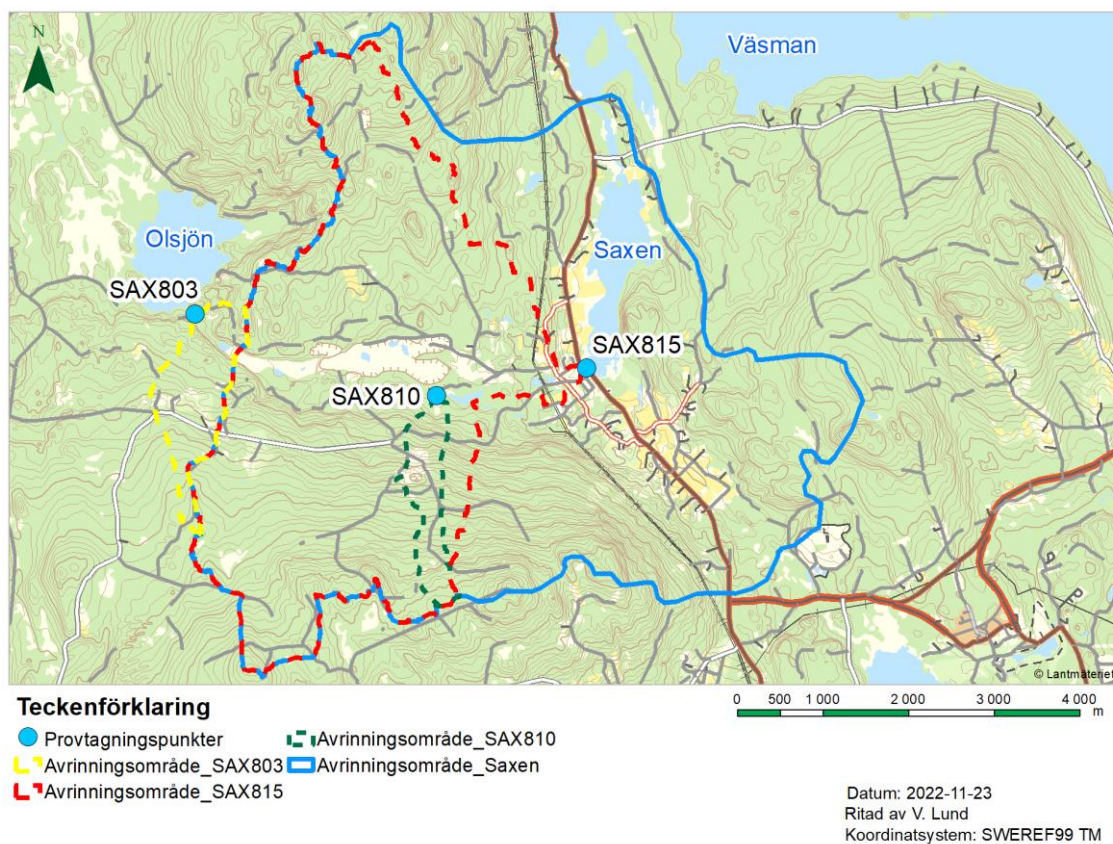 N
Väsman
Olsjön
Saxen
SAX803
SAX815
SAX810
© Lantmäteriet
Teckenförklaring
Provtagningspunkter
Avrinningsområde_SAX803
Avrinningsområde_SAX815
Avrinningsområde_SAX810
Avrinningsområde_Saxen
0 500 1 000 2 000 3 000 4 000
m
Datum: 2022-11-23
Ritad av V. Lund
Koordinatsystem: SWEREF99 TM